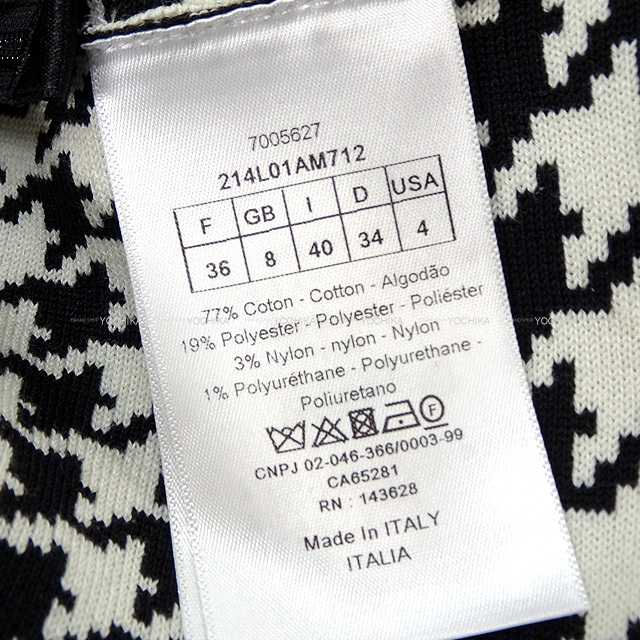 7005627
214L01AM712
F GB I D USA
36 8 40 34 4
77% Coton - Cotton - Algodão
19% Polyester - Polyester - Poliéster
3% Nylon - nylon - Nylon
1% Polyuréthane - Polyurethane -
Poliuretano
F
CNPJ 02-046-366/0003-99
CA65281
RN : 143628
Made In ITALY
ITALIA
YOCHIKA